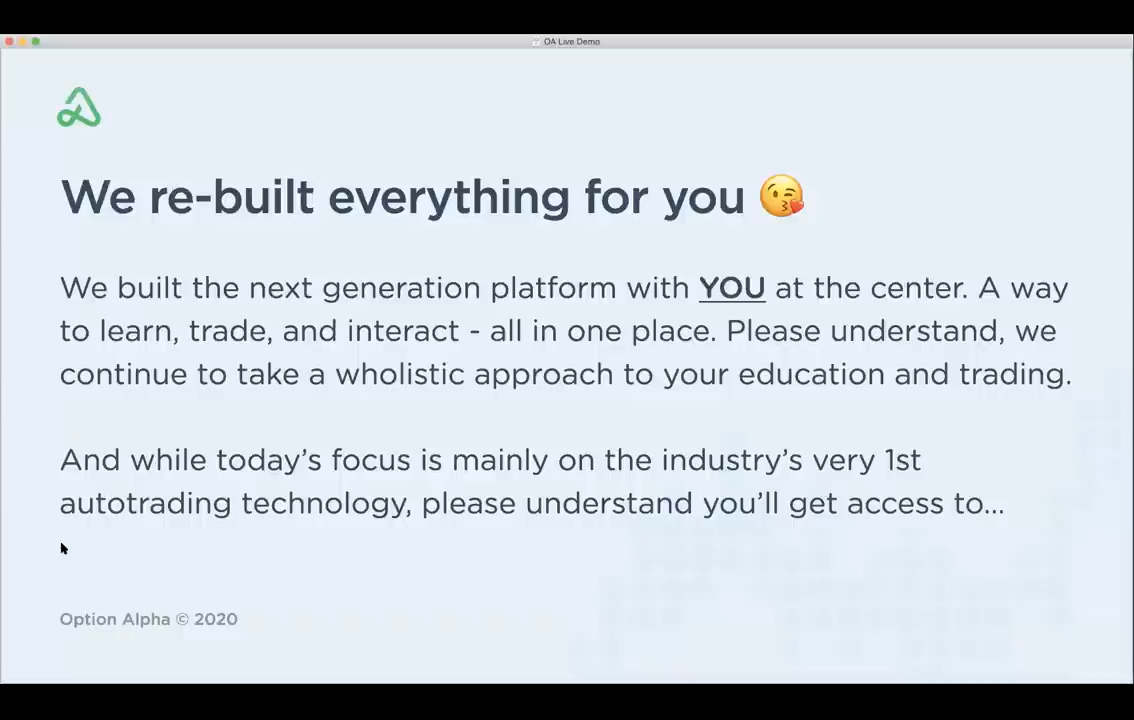 OA Live Demo
We re-built everything for you 😘
We built the next generation platform with YOU at the center. A way
to learn, trade, and interact - all in one place. Please understand, we
continue to take a wholistic approach to your education and trading.
And while today’s focus is mainly on the industry’s very 1st
autotrading technology, please understand you’ll get access to...
Option Alpha © 2020